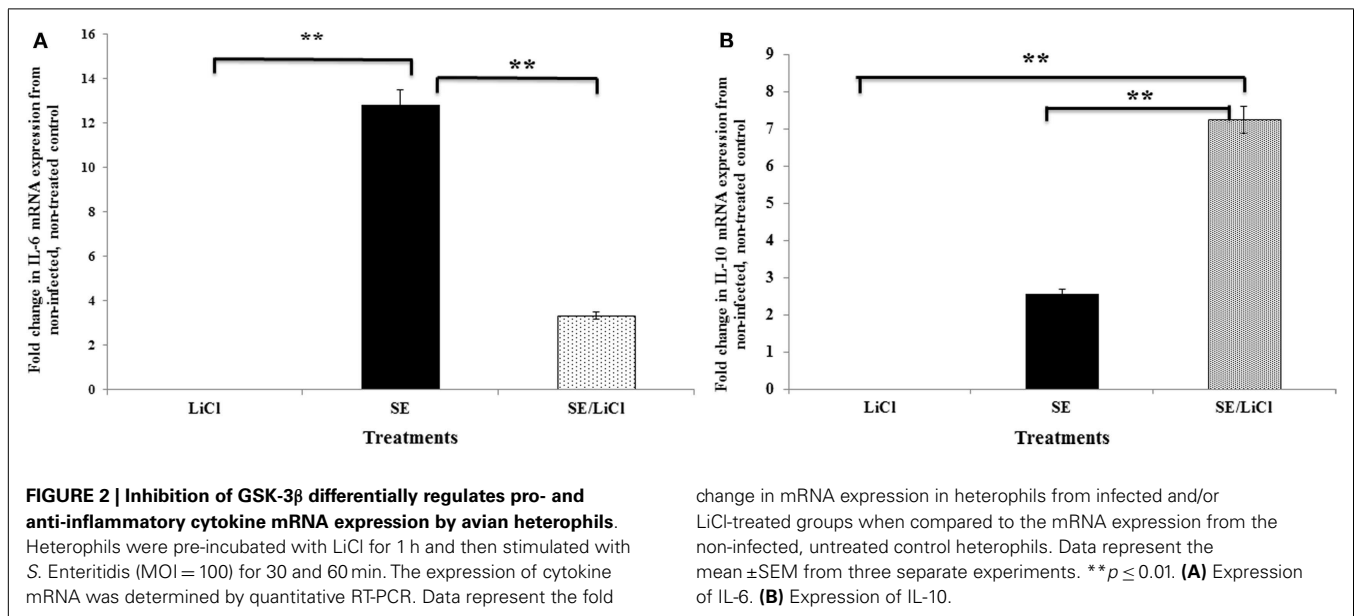 A
**
**
16
14
12
10
8
6
4
2
0
Fold change in IL-6 mRNA expression from
non-infected, non-treated control
LiCl
SE
SE/LiCl
Treatments
B
**
**
9
8
7
6
5
4
3
2
1
0
Fold change in IL-10 mRNA expression from
non-infected, non-treated control
LiCl
SE
SE/LiCl
Treatments
FIGURE 2 | Inhibition of GSK-3β differentially regulates pro- and
anti-inflammatory cytokine mRNA expression by avian heterophils.
Heterophils were pre-incubated with LiCl for 1 h and then stimulated with
S. Enteritidis (MOI = 100) for 30 and 60 min. The expression of cytokine
mRNA was determined by quantitative RT-PCR. Data represent the fold
change in mRNA expression in heterophils from infected and/or
LiCl-treated groups when compared to the mRNA expression from the
non-infected, untreated control heterophils. Data represent the
mean ±SEM from three separate experiments. **p ≤ 0.01. (A) Expression
of IL-6. (B) Expression of IL-10.